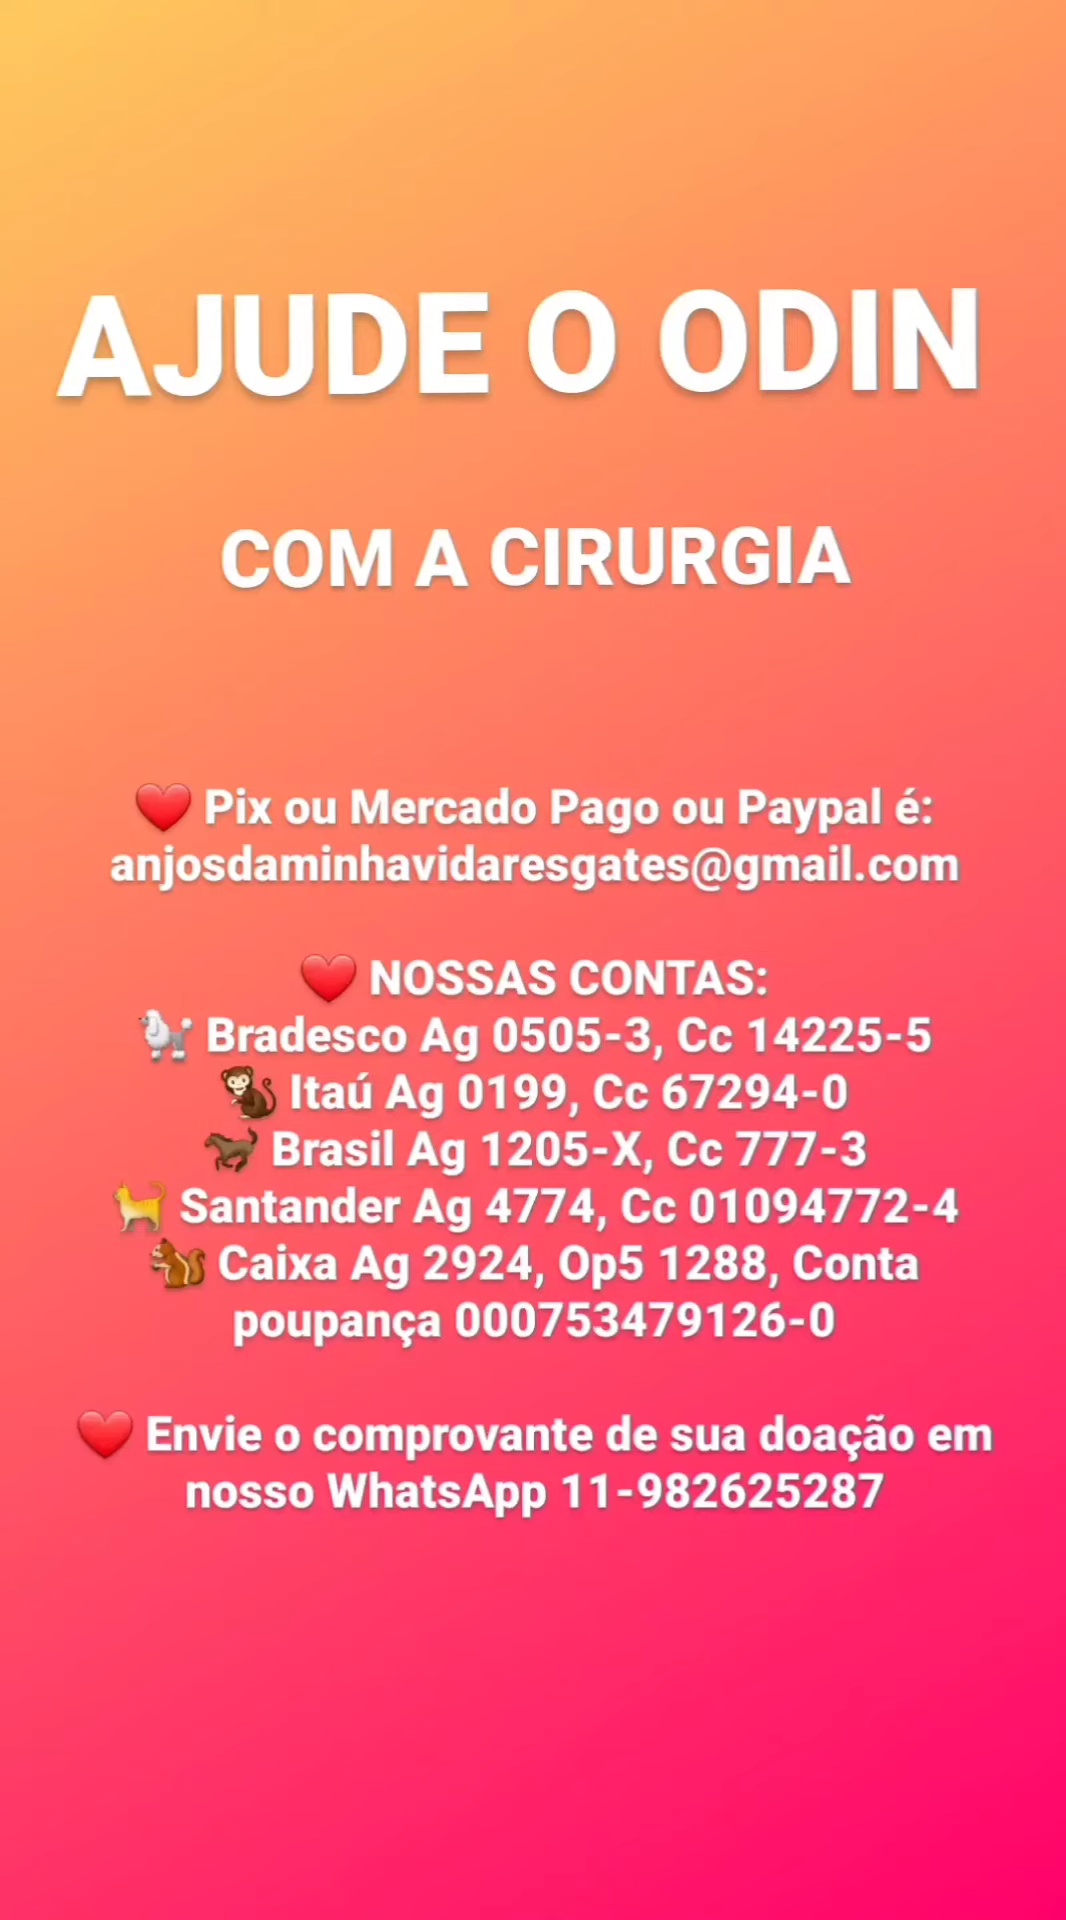 AJUDE O ODIN
COM A CIRURGIA
❤️ Pix ou Mercado Pago ou Paypal é:
anjosdaminhavidaresgates@gmail.com
❤️ NOSSAS CONTAS:
🐩 Bradesco Ag 0505-3, Cc 14225-5
🐒 Itaú Ag 0199, Cc 67294-0
🐎 Brasil Ag 1205-X, Cc 777-3
🐈 Santander Ag 4774, Cc 01094772-4
🐿️ Caixa Ag 2924, Op5 1288, Conta
poupança 000753479126-0
❤️ Envie o comprovante de sua doação em
nosso WhatsApp 11-982625287